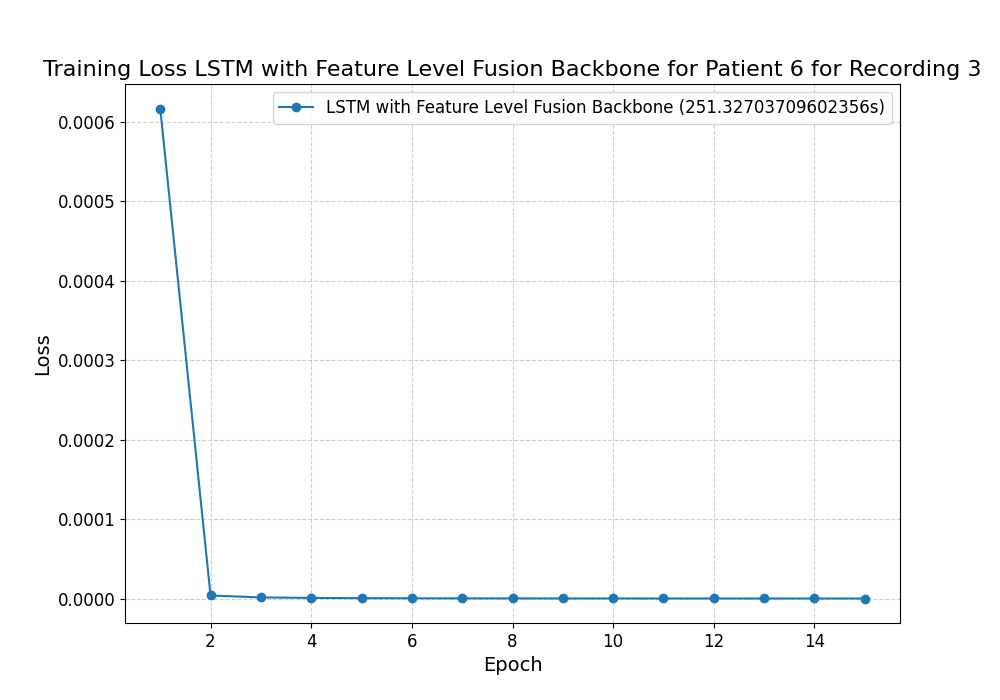 Training Loss LSTM with Feature Level Fusion Backbone for Patient 6 for Recording 3
LSTM with Feature Level Fusion Backbone (251.32703709602356s)
0.0006
0.0005
0.0004
0.0003
0.0002
0.0001
0.0000
Loss
2 4 6 8 10 12 14
Epoch